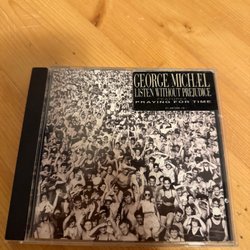 GEORGE MICHAEL
LISTEN WITHOUT PREJUDICE
PRAYING FOR TIME